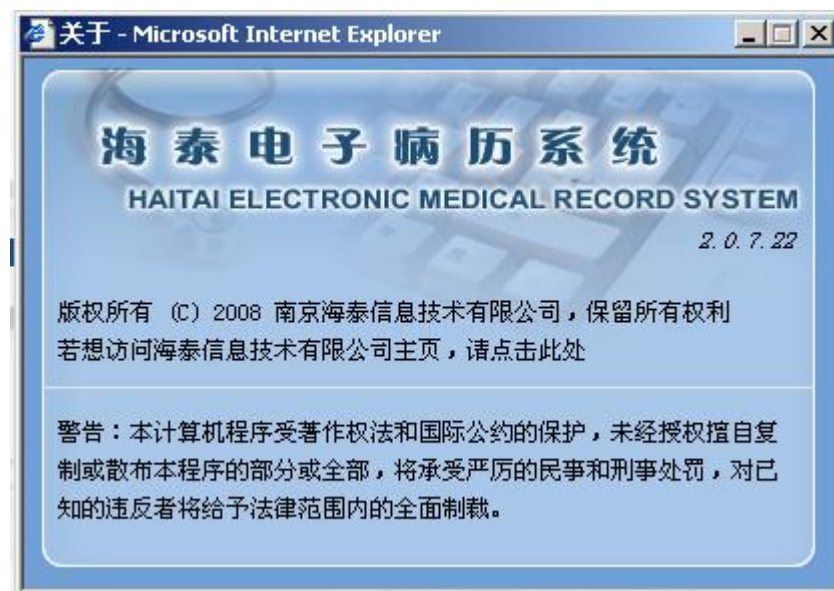 关于 - Microsoft Internet Explorer
海泰电子病历系统
HAITAI ELECTRONIC MEDICAL RECORD SYSTEM
2.0.7.22
版权所有 (C) 2008 南京海泰信息技术有限公司，保留所有权利
若想访问海泰信息技术有限公司主页，请点击此处
警告：本计算机程序受著作权法和国际公约的保护，未经授权擅自复
制或散布本程序的部分或全部，将承受严厉的民事和刑事处罚，对已
知的违反者将给予法律范围内的全面制裁。